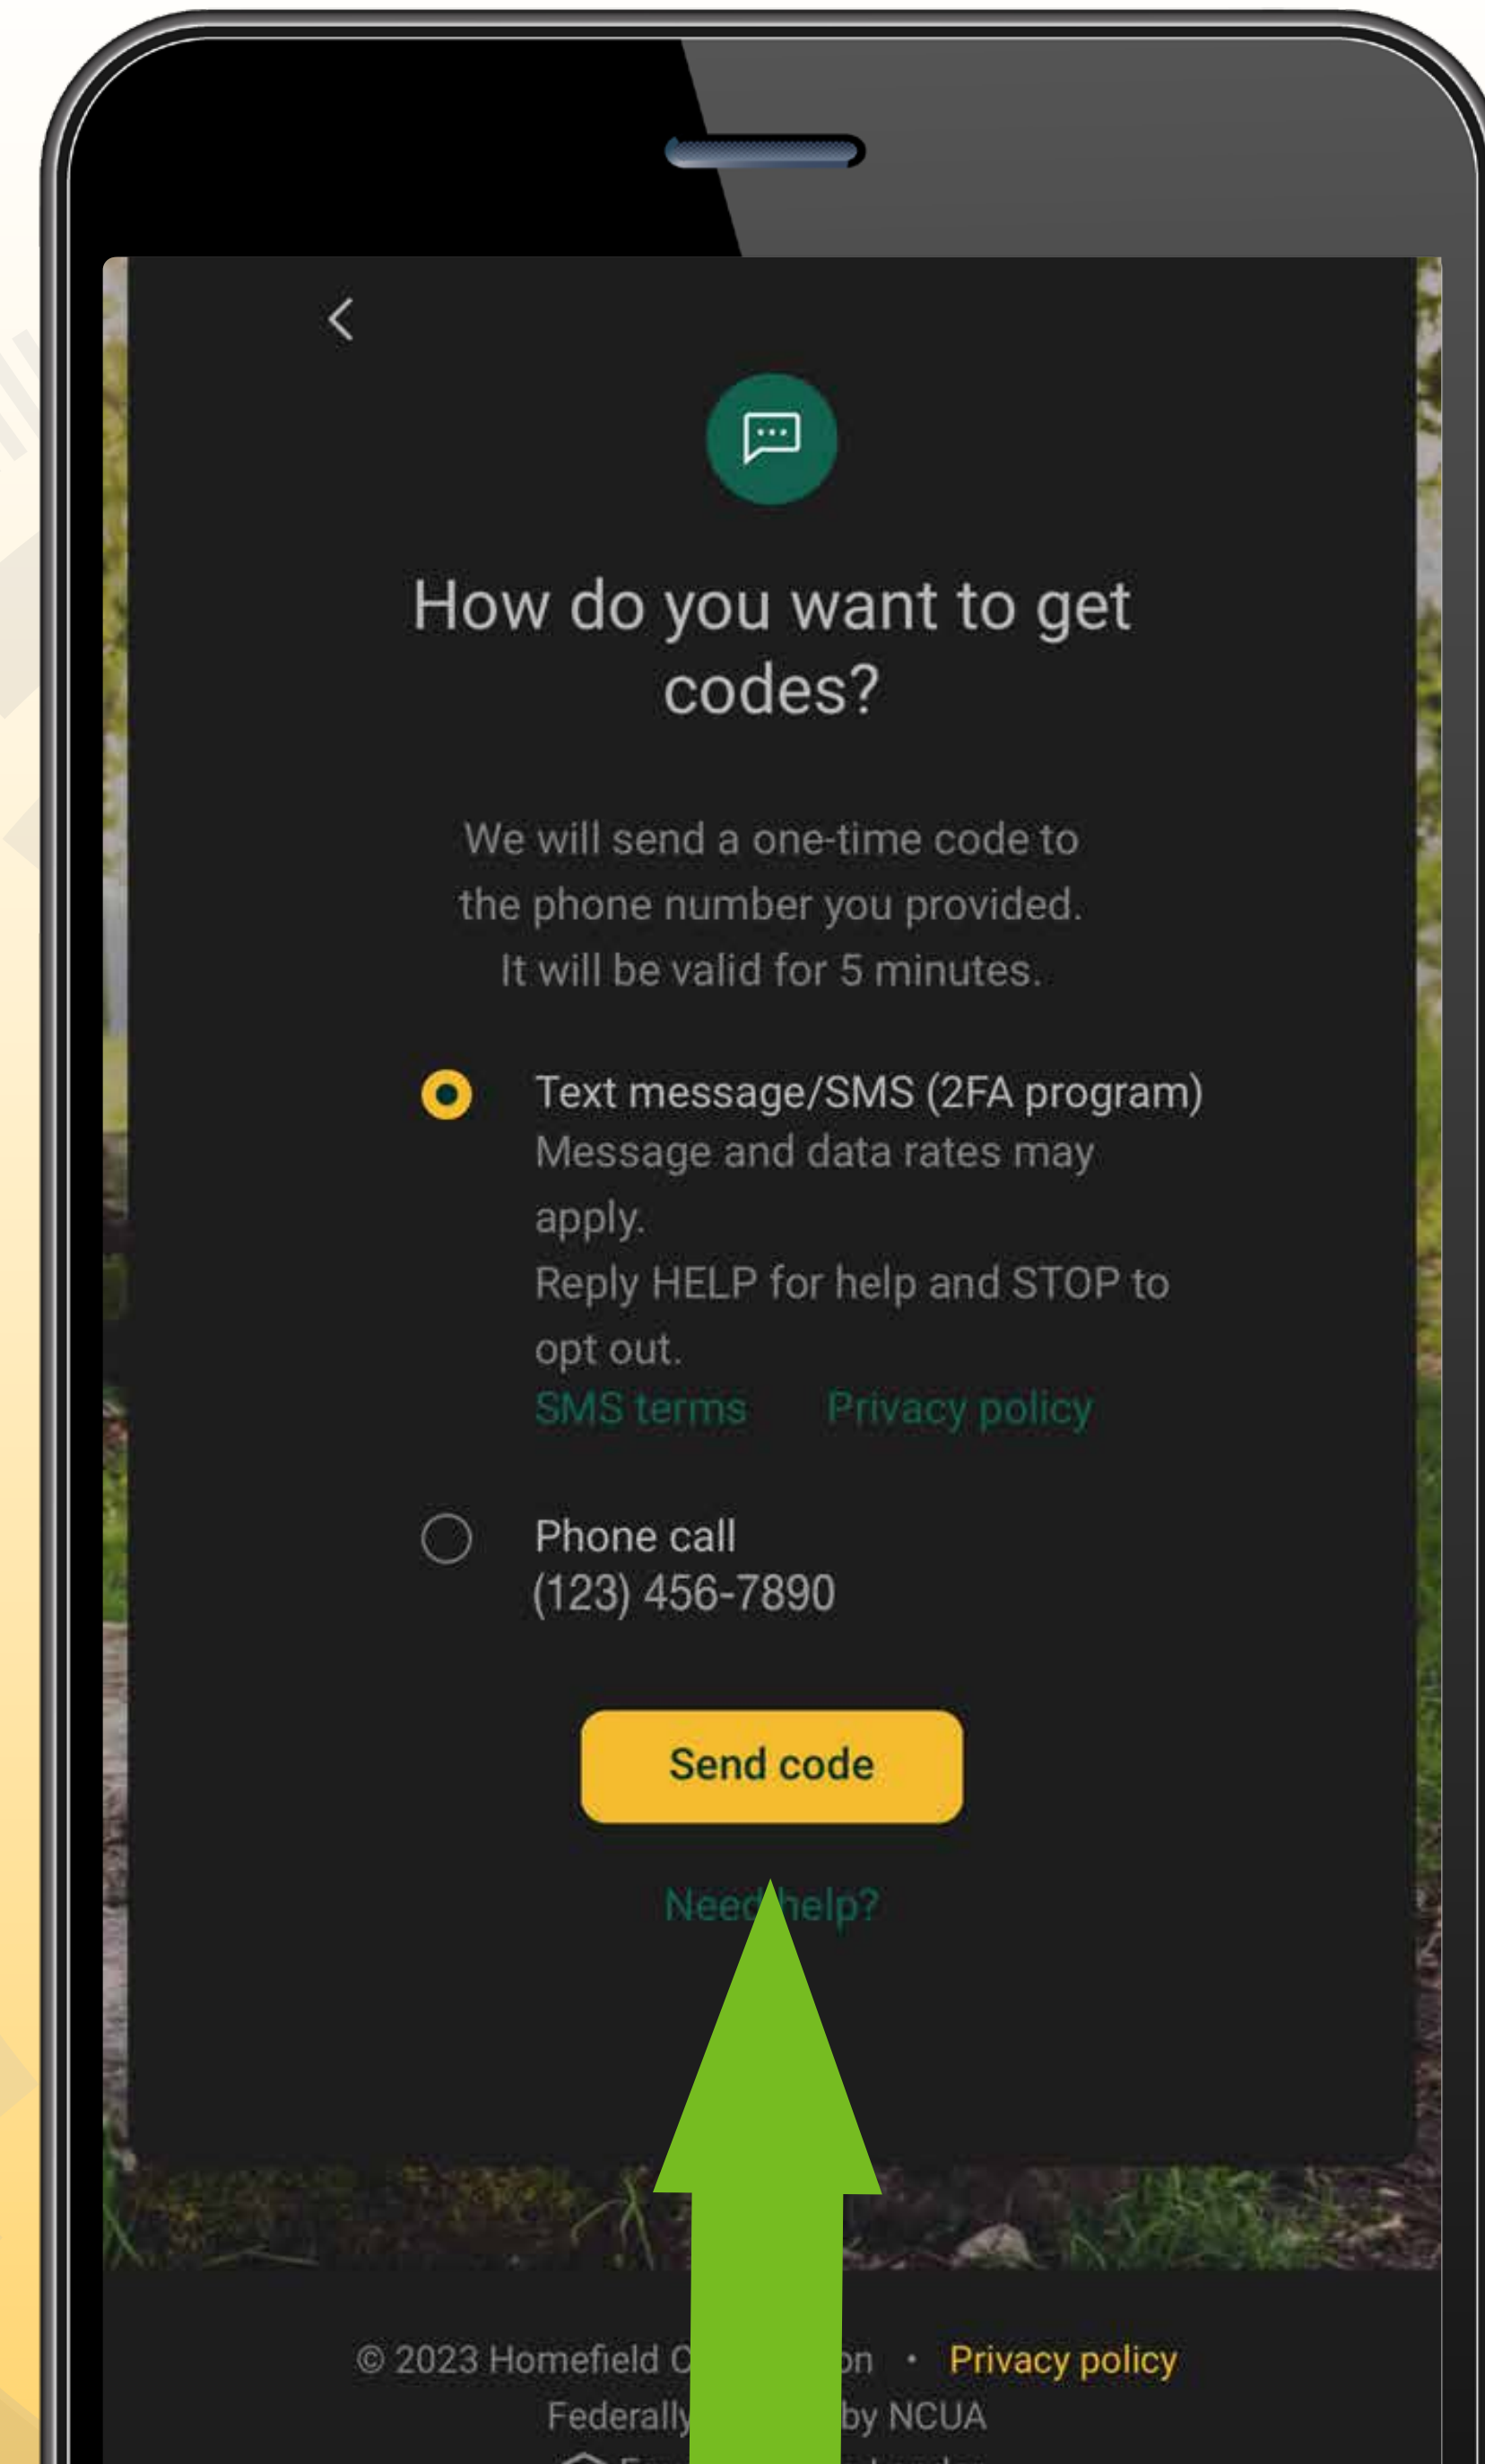 How do you want to get
codes?
We will send a one-time code to
the phone number you provided.
It will be valid for 5 minutes.
Text message/SMS (2FA program)
Message and data rates may
apply.
Reply HELP for help and STOP to
opt out.
SMS terms Privacy policy
Phone call
(123) 456-7890
Send code
Need help?
© 2023 Homefield • Privacy policy
Federally by NCUA